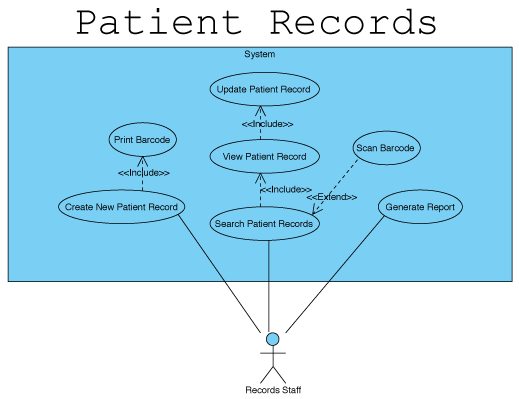 Patient Records
System
Update Patient Record
<<Include>>
Print Barcode
Scan Barcode
View Patient Record
<<Include>>
<<Include>>
<<Extend>>
Create New Patient Record
Search Patient Records
Generate Report
Records Staff